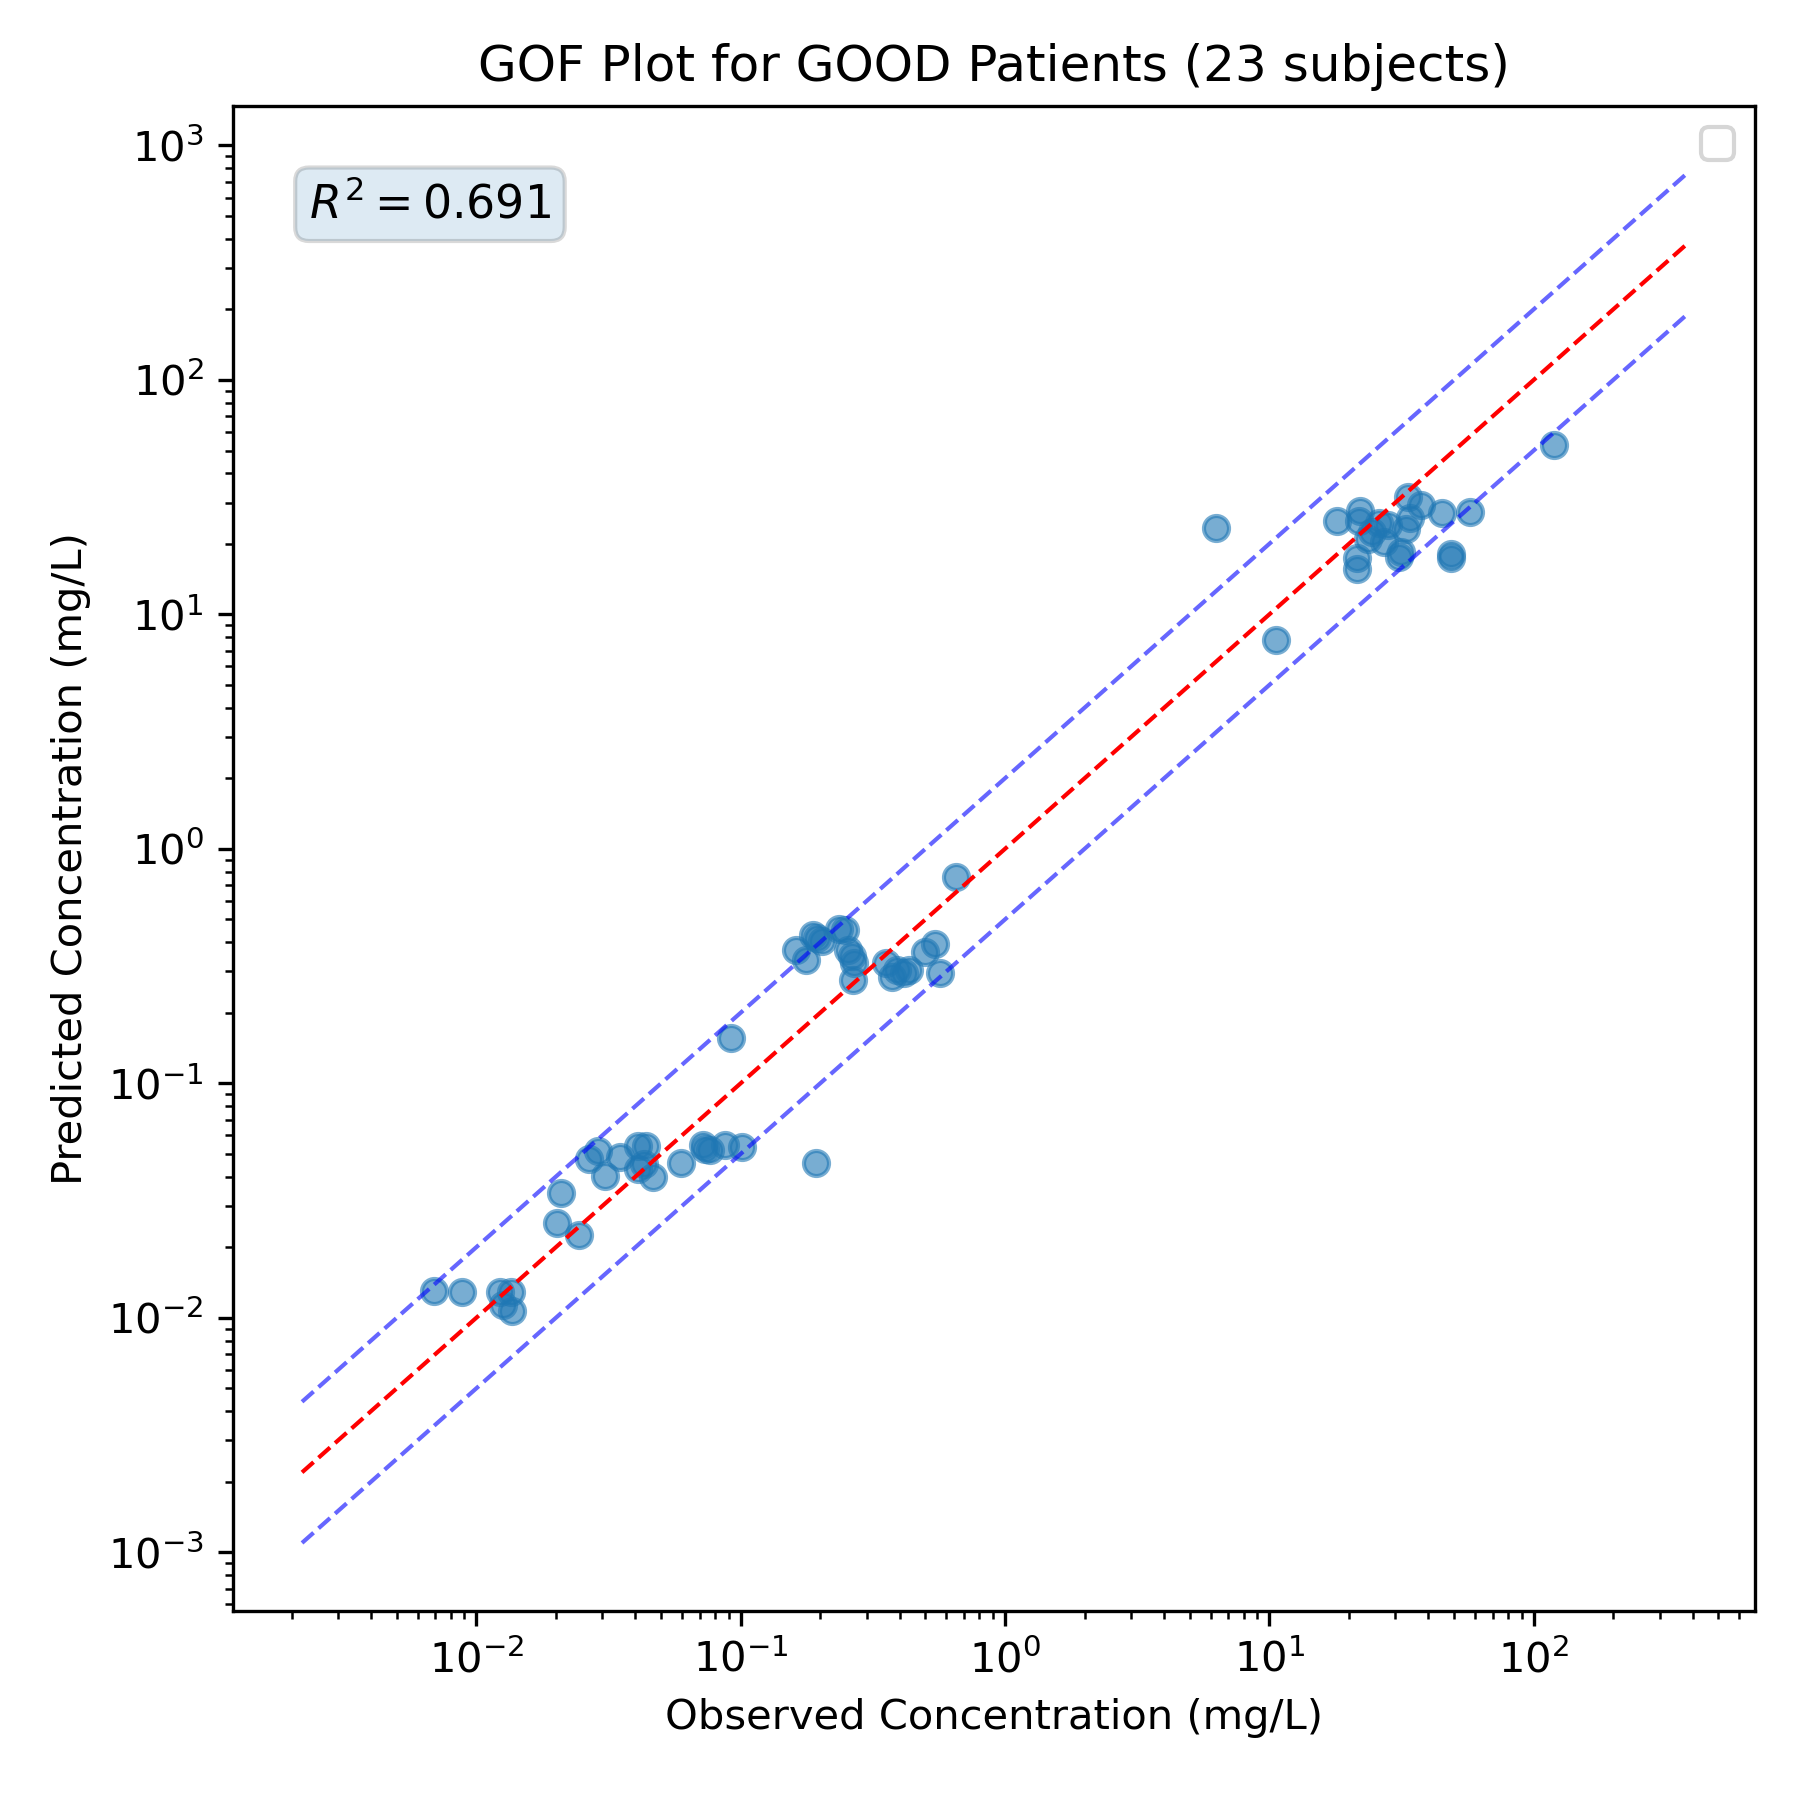 GOF Plot for GOOD Patients (23 subjects)
R² = 0.691
10³
10²
10¹
10⁰
10⁻¹
10⁻²
10⁻³
Predicted Concentration (mg/L)
10⁻² 10⁻¹ 10⁰ 10¹ 10²
Observed Concentration (mg/L)